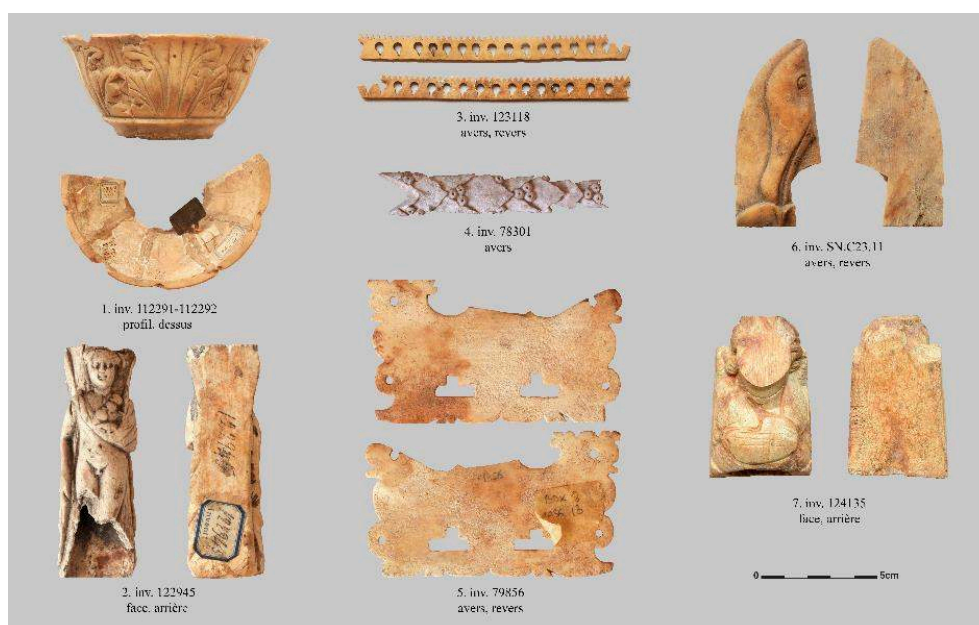 1. inv. 112291-112292
profil. dessus
2. inv. 122945
face. arrière
3. inv. 123118
avers, revers
4. inv. 78301
avers
5. inv. 79856
avers, revers
6. inv. SN.C23.11
avers, revers
7. inv. 124135
face, arrière
0 5cm